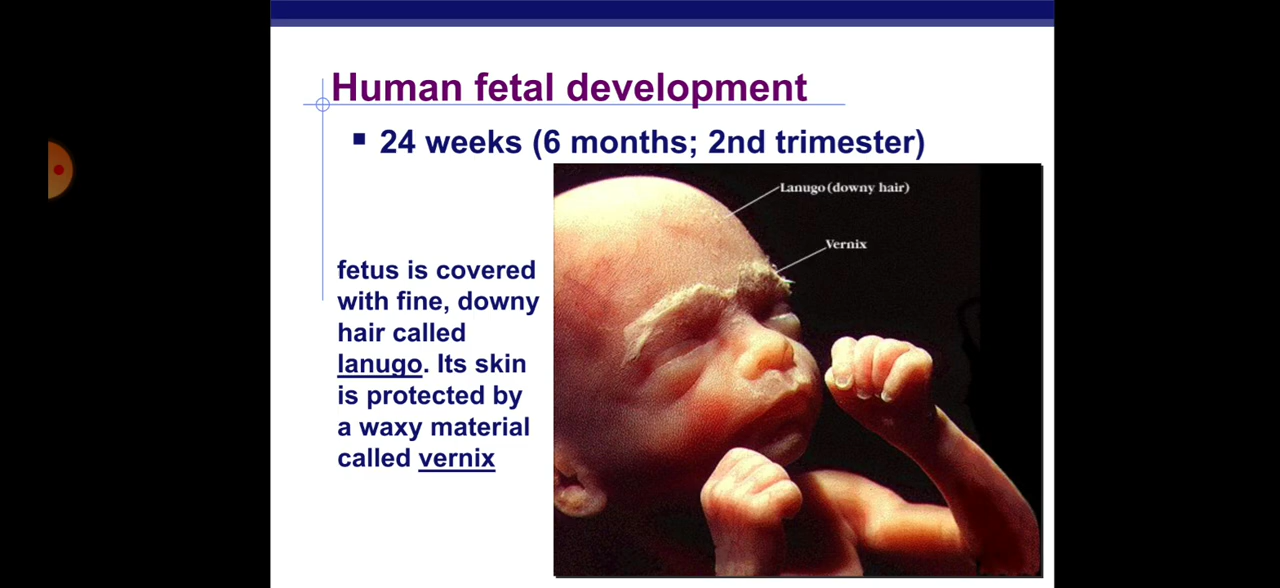 Human fetal development
24 weeks (6 months; 2nd trimester)
Lanugo (downy hair)
Vernix
fetus is covered
with fine, downy
hair called
lanugo. Its skin
is protected by
a waxy material
called vernix